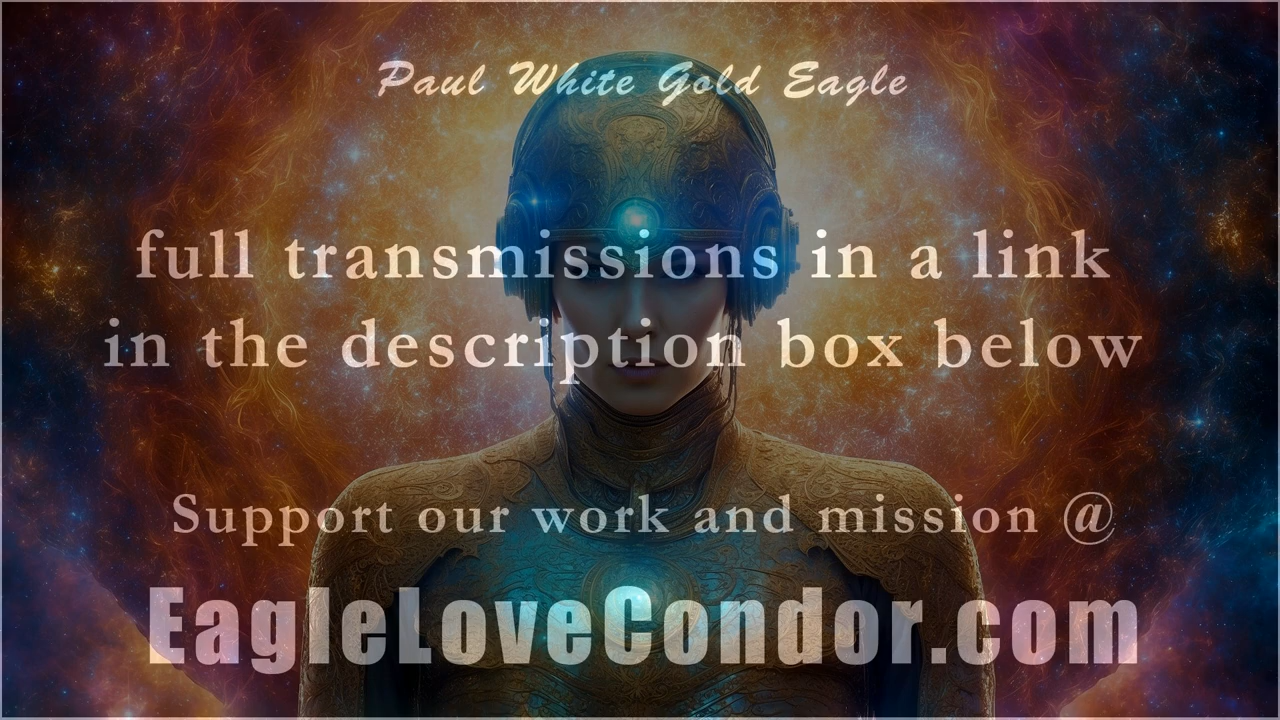 Paul White Gold Eagle
full transmissions in a link
in the description box below
Support our work and mission @
EagleLoveCondor.com